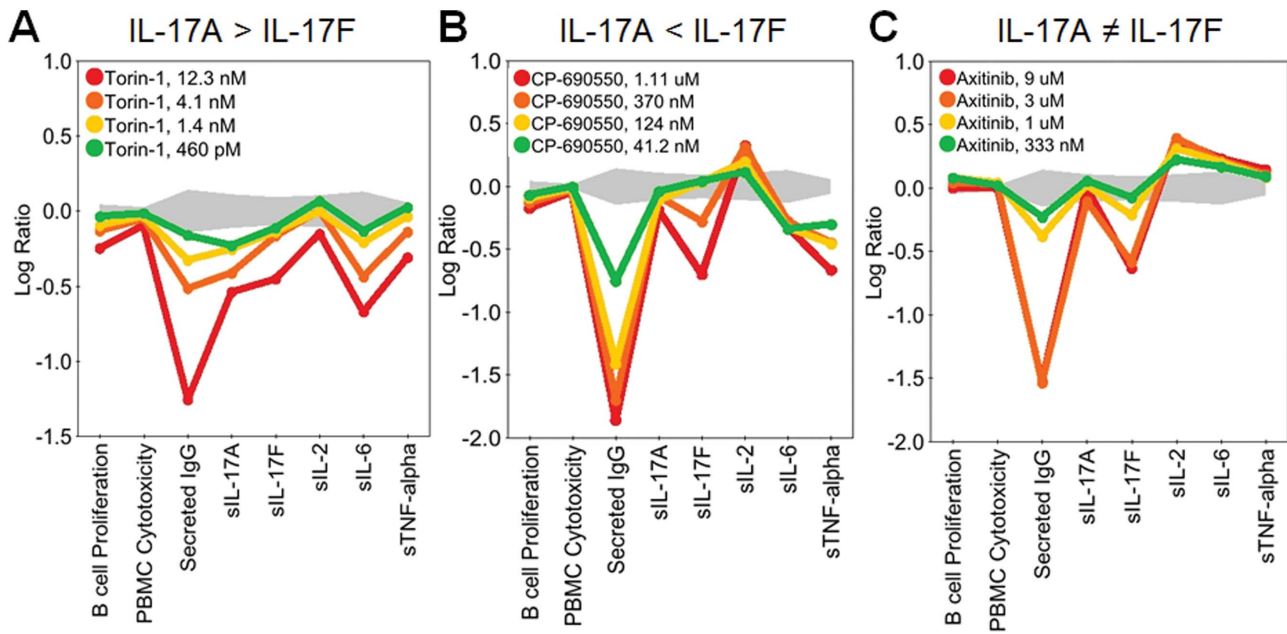 A
IL-17A > IL-17F
Log Ratio
1.0
0.5
0.0
-0.5
-1.0
-1.5
Torin-1, 12.3 nM
Torin-1, 4.1 nM
Torin-1, 1.4 nM
Torin-1, 460 pM
B cell Proliferation
PBMC Cytotoxicity
Secreted IgG
sIL-17A
sIL-17F
sIL-2
sIL-6
sTNF-alpha
B
IL-17A < IL-17F
Log Ratio
1.0
0.5
0.0
-0.5
-1.0
-1.5
-2.0
CP-690550, 1.11 uM
CP-690550, 370 nM
CP-690550, 124 nM
CP-690550, 41.2 nM
B cell Proliferation
PBMC Cytotoxicity
Secreted IgG
sIL-17A
sIL-17F
sIL-2
sIL-6
sTNF-alpha
C
IL-17A ≠ IL-17F
Log Ratio
1.0
0.5
0.0
-0.5
-1.0
-1.5
-2.0
Axitinib, 9 uM
Axitinib, 3 uM
Axitinib, 1 uM
Axitinib, 333 nM
B cell Proliferation
PBMC Cytotoxicity
Secreted IgG
sIL-17A
sIL-17F
sIL-2
sIL-6
sTNF-alpha